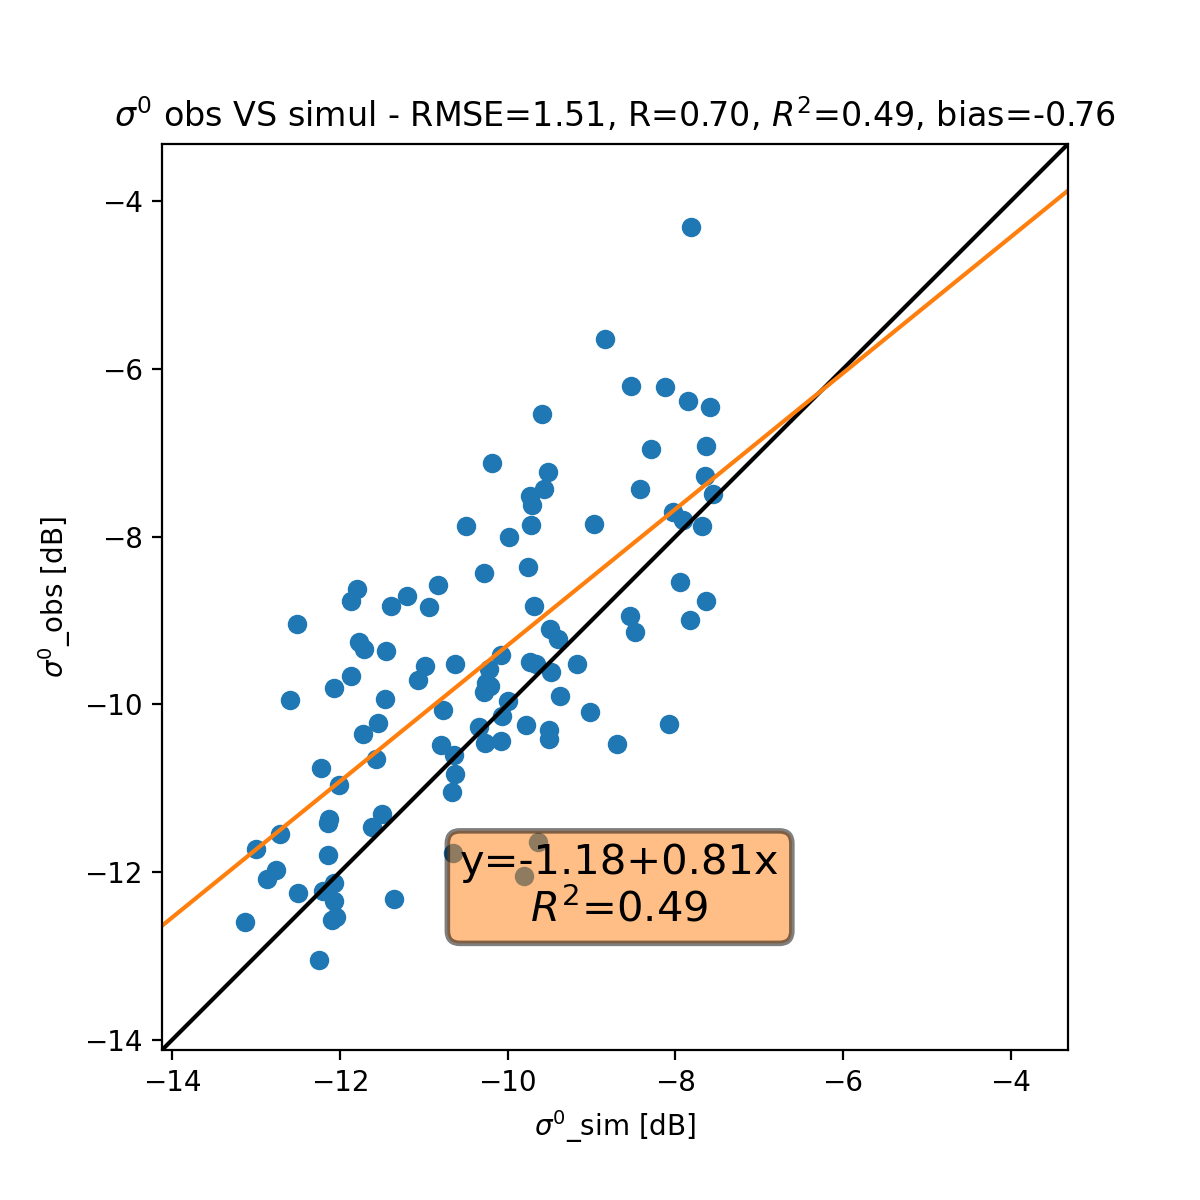 σ⁰ obs VS simul - RMSE=1.51, R=0.70, R²=0.49, bias=-0.76
−4
−6
−8
−10
−12
−14
σ⁰_obs [dB]
y=-1.18+0.81x
R²=0.49
−14 −12 −10 −8 −6 −4
σ⁰_sim [dB]